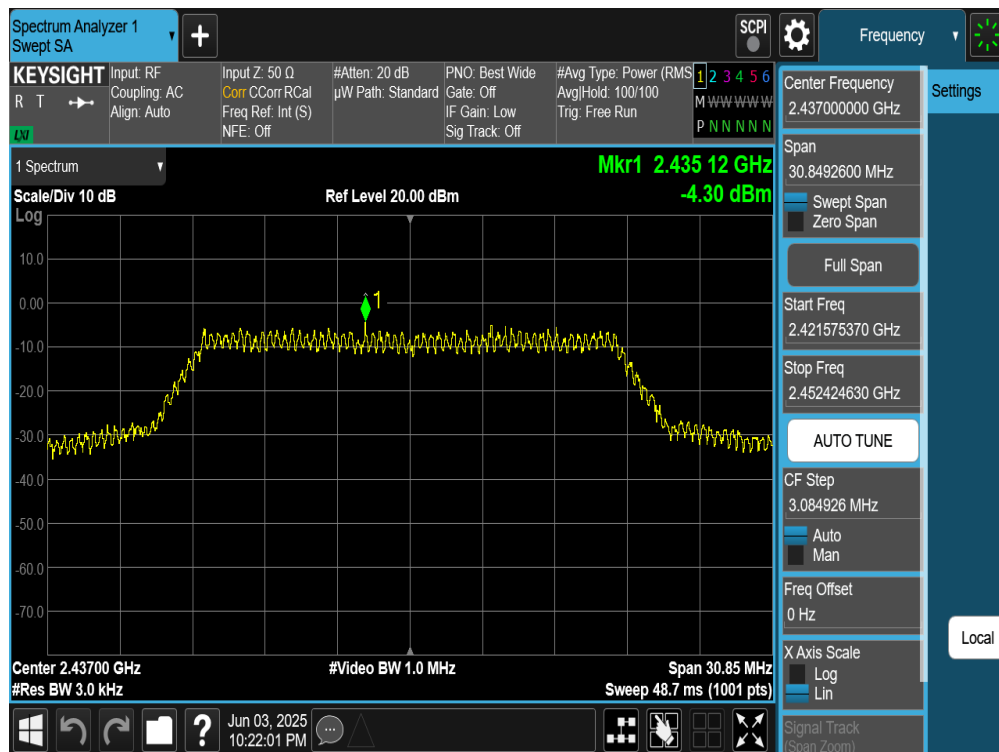 Spectrum Analyzer 1
Swept SA
+
SCPI
Frequency
KEYSIGHT
R T
LXI
Input: RF
Coupling: AC
Align: Auto
Input Z: 50 Ω
Corr CCorr RCal
Freq Ref: Int (S)
NFE: Off
#Atten: 20 dB
µW Path: Standard
PNO: Best Wide
Gate: Off
IF Gain: Low
Sig Track: Off
#Avg Type: Power (RMS
Avg|Hold: 100/100
Trig: Free Run
1 2 3 4 5 6
M W W W W W
P N N N N N
1 Spectrum
Scale/Div 10 dB
Log
Ref Level 20.00 dBm
Mkr1 2.435 12 GHz
-4.30 dBm
1
10.0
0.00
-10.0
-20.0
-30.0
-40.0
-50.0
-60.0
-70.0
Center 2.43700 GHz
#Res BW 3.0 kHz
#Video BW 1.0 MHz
Span 30.85 MHz
Sweep 48.7 ms (1001 pts)
Center Frequency
2.437000000 GHz
Span
30.8492600 MHz
Swept Span
Zero Span
Full Span
Start Freq
2.421575370 GHz
Stop Freq
2.452424630 GHz
AUTO TUNE
CF Step
3.084926 MHz
Auto
Man
Freq Offset
0 Hz
X Axis Scale
Log
Lin
Signal Track
(Span Zoom)
Settings
Local
?
Jun 03, 2025
10:22:01 PM